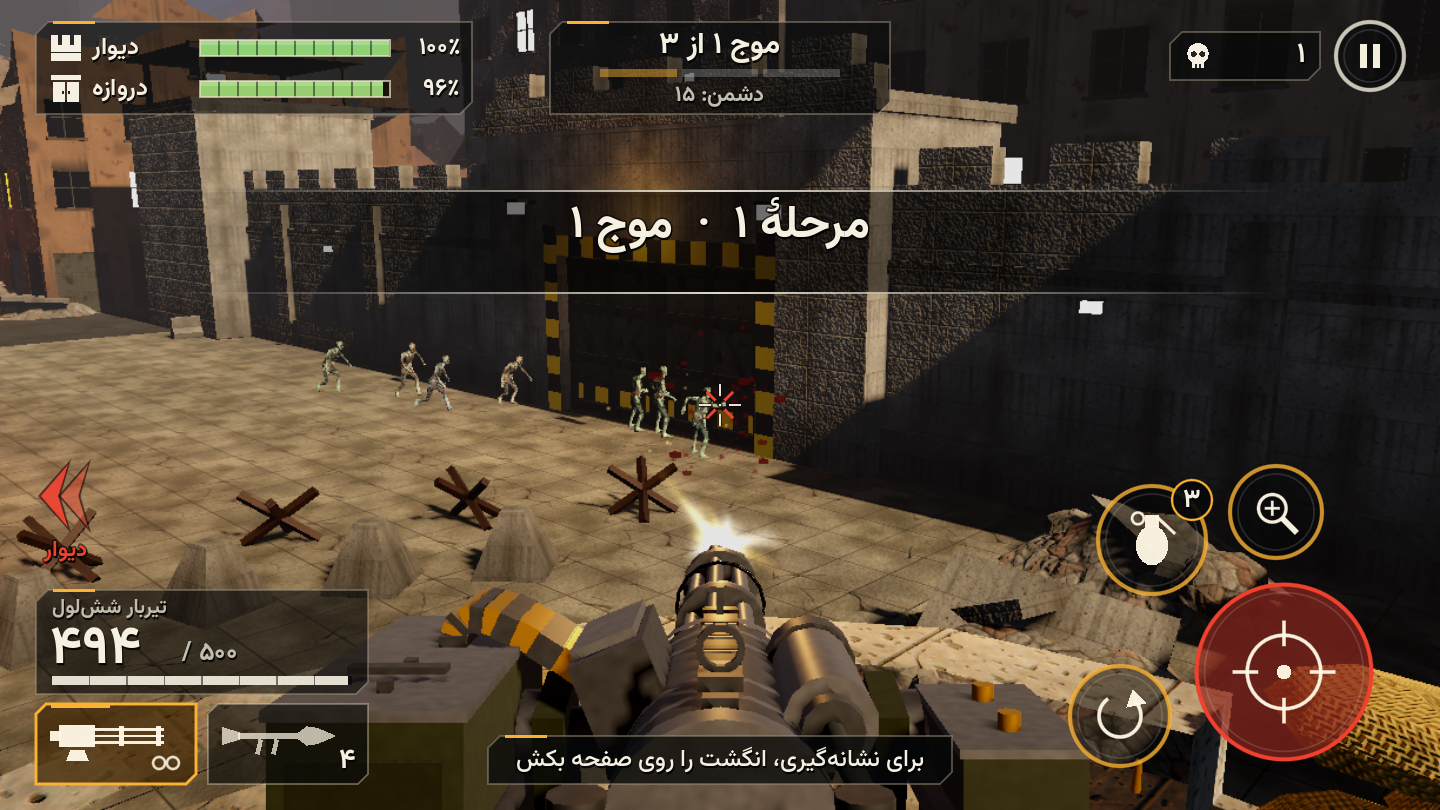 دیوار ۱۰۰٪
دروازه ۹۶٪
موج ۱ از ۳
دشمن: ۱۵
۱
مرحلهٔ ۱ · موج ۱
دیوار
۳
تیربار شش‌لول
۴۹۴ / ۵۰۰
∞
۴
برای نشانه‌گیری، انگشت را روی صفحه بکش